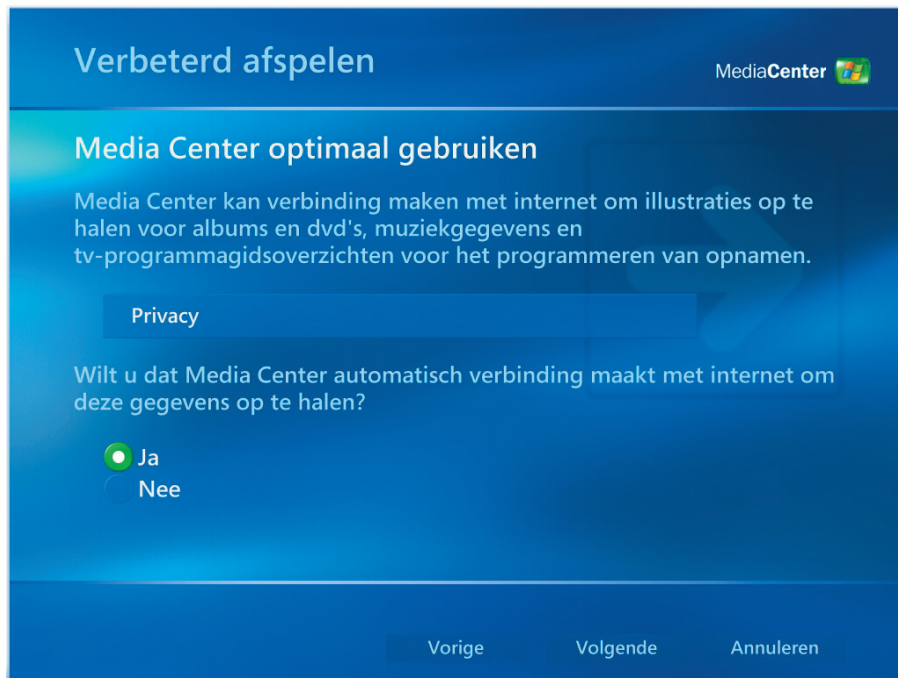 Verbeterd afspelen
MediaCenter
Media Center optimaal gebruiken
Media Center kan verbinding maken met internet om illustraties op te
halen voor albums en dvd's, muziekgegevens en
tv-programmagidsoverzichten voor het programmeren van opnamen.
Privacy
Wilt u dat Media Center automatisch verbinding maakt met internet om
deze gegevens op te halen?
Ja
Nee
Vorige
Volgende
Annuleren